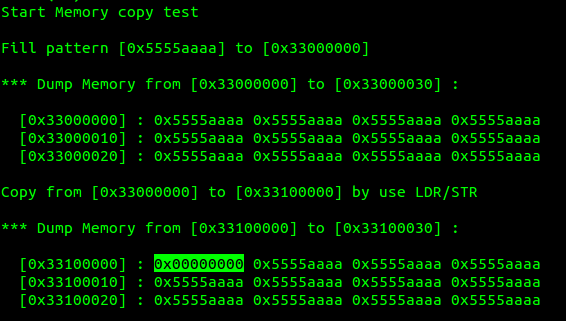 Start Memory copy test
Fill pattern [0x5555aaaa] to [0x33000000]
*** Dump Memory from [0x33000000] to [0x33000030] :
[0x33000000] : 0x5555aaaa 0x5555aaaa 0x5555aaaa 0x5555aaaa
[0x33000010] : 0x5555aaaa 0x5555aaaa 0x5555aaaa 0x5555aaaa
[0x33000020] : 0x5555aaaa 0x5555aaaa 0x5555aaaa 0x5555aaaa
Copy from [0x33000000] to [0x33100000] by use LDR/STR
*** Dump Memory from [0x33100000] to [0x33100030] :
[0x33100000] : 0x00000000 0x5555aaaa 0x5555aaaa 0x5555aaaa
[0x33100010] : 0x5555aaaa 0x5555aaaa 0x5555aaaa 0x5555aaaa
[0x33100020] : 0x5555aaaa 0x5555aaaa 0x5555aaaa 0x5555aaaa